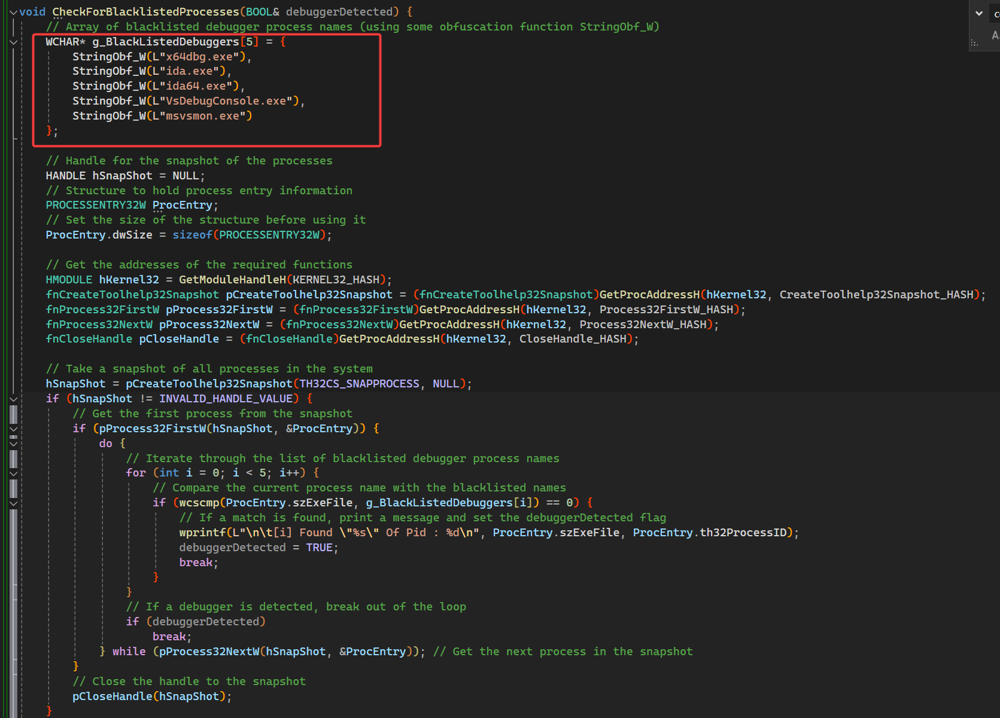 void CheckForBlacklistedProcesses(BOOL& debuggerDetected) {
    // Array of blacklisted debugger process names (using some obfuscation function StringObf_W)
    WCHAR* g_BlackListedDebuggers[5] = {
        StringObf_W(L"x64dbg.exe"),
        StringObf_W(L"ida.exe"),
        StringObf_W(L"ida64.exe"),
        StringObf_W(L"VsDebugConsole.exe"),
        StringObf_W(L"msvsmon.exe")
    };

    // Handle for the snapshot of the processes
    HANDLE hSnapShot = NULL;
    // Structure to hold process entry information
    PROCESSENTRY32W ProcEntry;
    // Set the size of the structure before using it
    ProcEntry.dwSize = sizeof(PROCESSENTRY32W);

    // Get the addresses of the required functions
    HMODULE hKernel32 = GetModuleHandleH(KERNEL32_HASH);
    fnCreateToolhelp32Snapshot pCreateToolhelp32Snapshot = (fnCreateToolhelp32Snapshot)GetProcAddressH(hKernel32, CreateToolhelp32Snapshot_HASH);
    fnProcess32FirstW pProcess32FirstW = (fnProcess32FirstW)GetProcAddressH(hKernel32, Process32FirstW_HASH);
    fnProcess32NextW pProcess32NextW = (fnProcess32NextW)GetProcAddressH(hKernel32, Process32NextW_HASH);
    fnCloseHandle pCloseHandle = (fnCloseHandle)GetProcAddressH(hKernel32, CloseHandle_HASH);

    // Take a snapshot of all processes in the system
    hSnapShot = pCreateToolhelp32Snapshot(TH32CS_SNAPPROCESS, NULL);
    if (hSnapShot != INVALID_HANDLE_VALUE) {
        // Get the first process from the snapshot
        if (pProcess32FirstW(hSnapShot, &ProcEntry)) {
            do {
                // Iterate through the list of blacklisted debugger process names
                for (int i = 0; i < 5; i++) {
                    // Compare the current process name with the blacklisted names
                    if (wcscmp(ProcEntry.szExeFile, g_BlackListedDebuggers[i]) == 0) {
                        // If a match is found, print a message and set the debuggerDetected flag
                        wprintf(L"\n\t[i] Found \"%s\" Of Pid : %d\n", ProcEntry.szExeFile, ProcEntry.th32ProcessID);
                        debuggerDetected = TRUE;
                        break;
                    }
                }
                // If a debugger is detected, break out of the loop
                if (debuggerDetected)
                    break;
            } while (pProcess32NextW(hSnapShot, &ProcEntry)); // Get the next process in the snapshot
        }
        // Close the handle to the snapshot
        pCloseHandle(hSnapShot);
    }